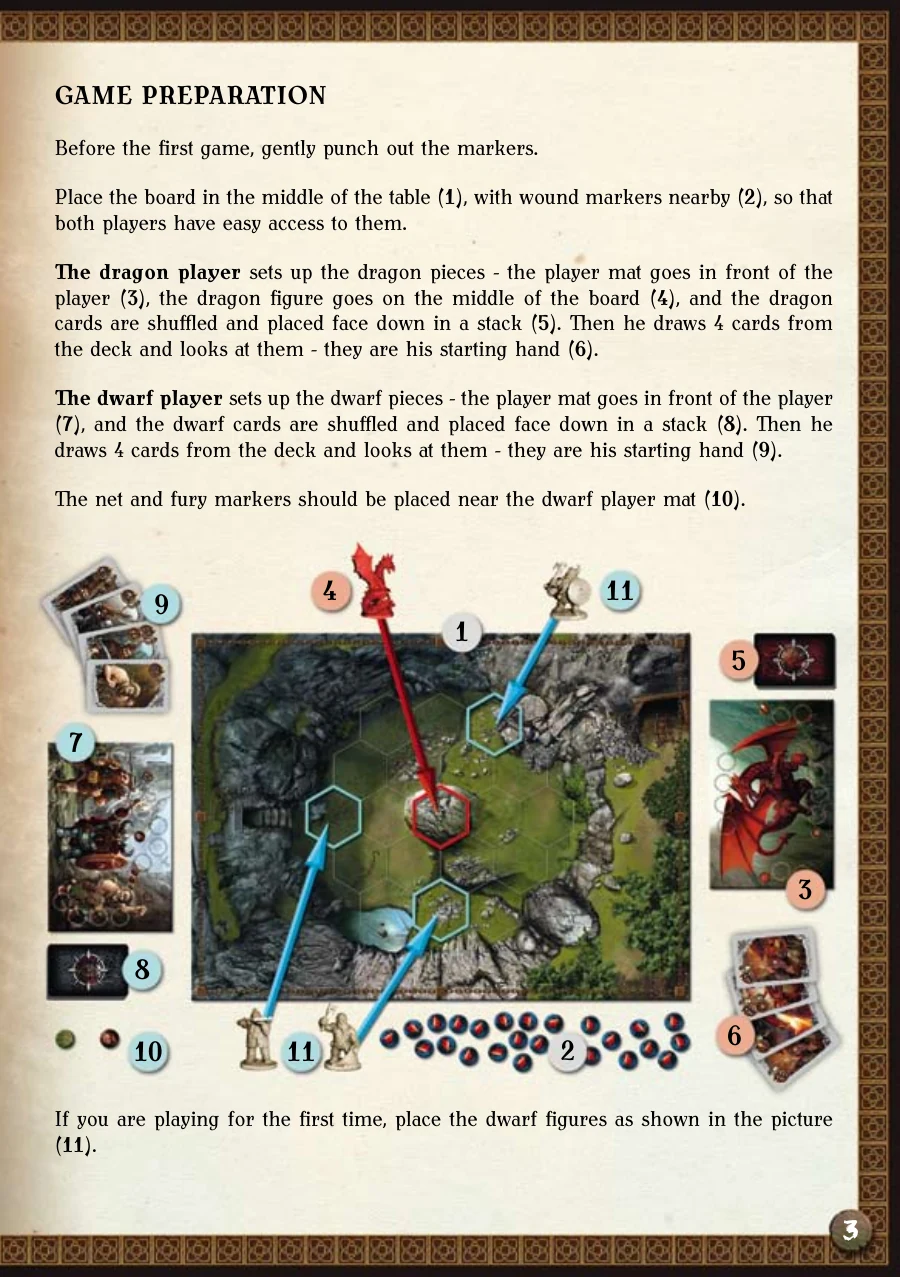 GAME PREPARATION
Before the first game, gently punch out the markers.
Place the board in the middle of the table (1), with wound markers nearby (2), so that
both players have easy access to them.
The dragon player sets up the dragon pieces - the player mat goes in front of the
player (3), the dragon figure goes on the middle of the board (4), and the dragon
cards are shuffled and placed face down in a stack (5). Then he draws 4 cards from
the deck and looks at them - they are his starting hand (6).
The dwarf player sets up the dwarf pieces - the player mat goes in front of the player
(7), and the dwarf cards are shuffled and placed face down in a stack (8). Then he
draws 4 cards from the deck and looks at them - they are his starting hand (9).
The net and fury markers should be placed near the dwarf player mat (10).
9
4
11
1
5
7
3
8
6
10
11
2
If you are playing for the first time, place the dwarf figures as shown in the picture
(11).
3